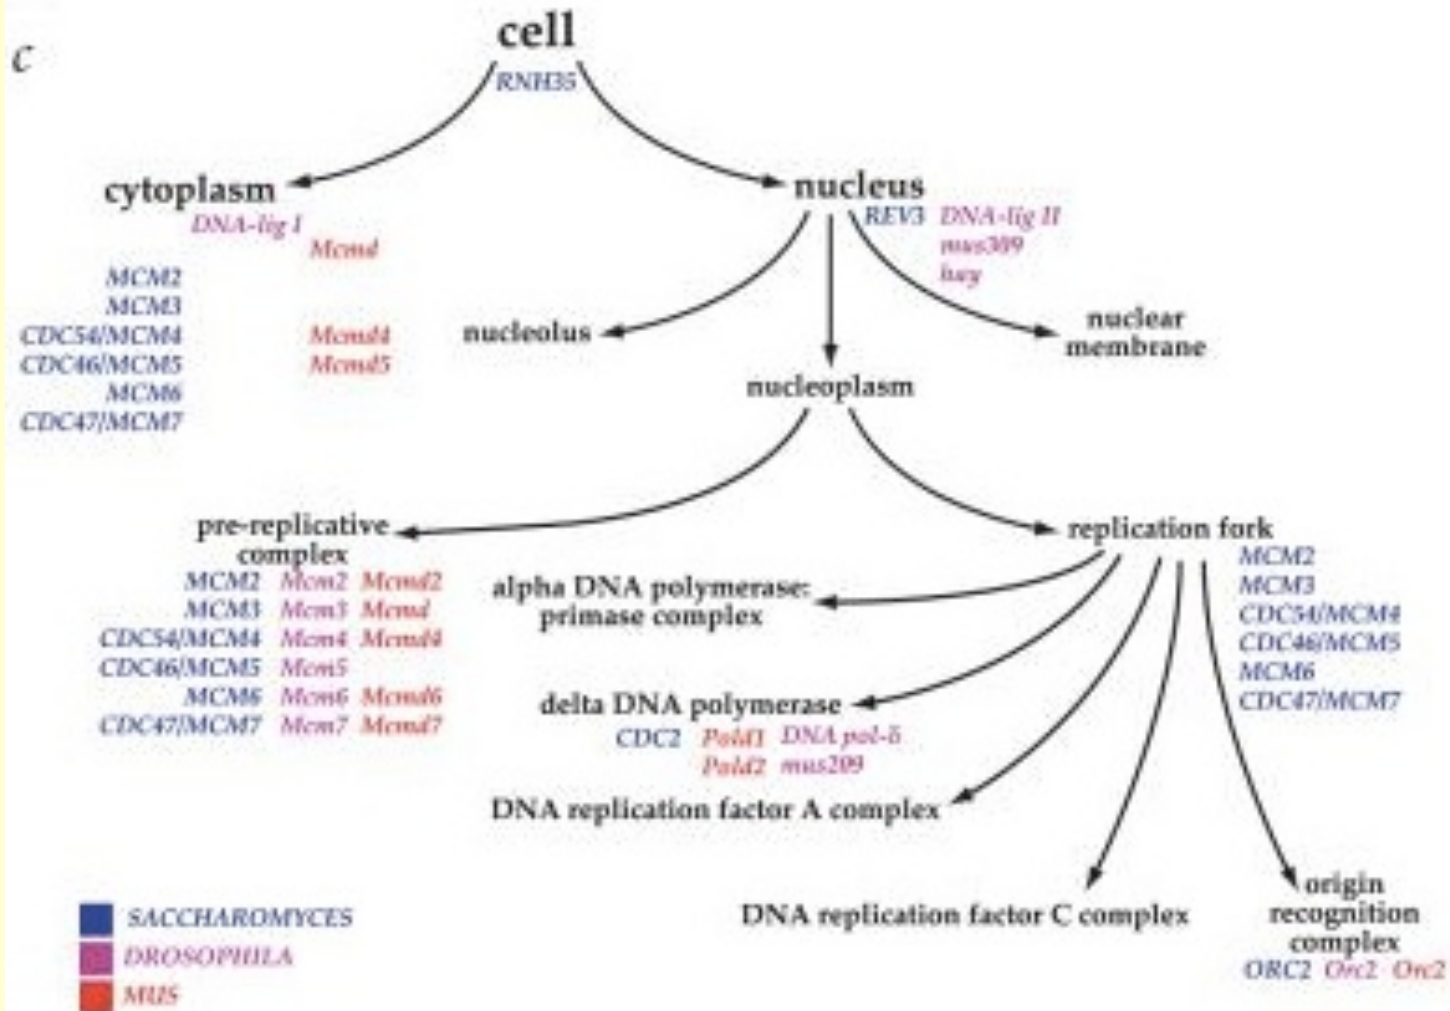 c
cell
RNH35
cytoplasm
DNA-lig I
Mcmd
MCM2
MCM3
CDC54/MCM4 Mcmd4
CDC46/MCM5 Mcmd5
MCM6
CDC47/MCM7
nucleus
REV3 DNA-lig II
mus309
hay
nucleolus
nuclear
membrane
nucleoplasm
pre-replicative
complex
MCM2 Mcm2 Mcmd2
MCM3 Mcm3 Mcmd
CDC54/MCM4 Mcm4 Mcmd4
CDC46/MCM5 Mcm5
MCM6 Mcm6 Mcmd6
CDC47/MCM7 Mcm7 Mcmd7
replication fork
MCM2
MCM3
CDC54/MCM4
CDC46/MCM5
MCM6
CDC47/MCM7
alpha DNA polymerase:
primase complex
delta DNA polymerase
CDC2 Pold1 DNA pol-δ
Pold2 mus209
DNA replication factor A complex
DNA replication factor C complex
origin
recognition
complex
ORC2 Orc2 Orc2
SACCHAROMYCES
DROSOPHILA
MUS